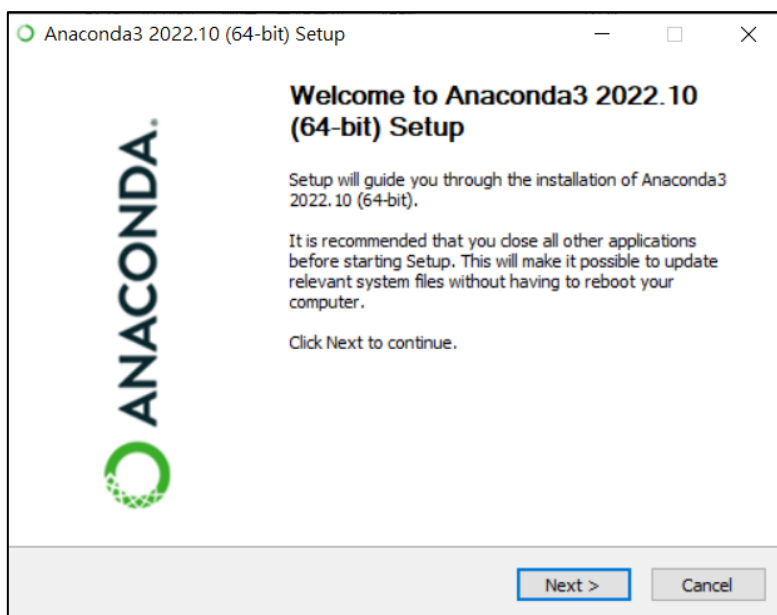 Anaconda3 2022.10 (64-bit) Setup
Welcome to Anaconda3 2022.10
(64-bit) Setup
Setup will guide you through the installation of Anaconda3
2022.10 (64-bit).
It is recommended that you close all other applications
before starting Setup. This will make it possible to update
relevant system files without having to reboot your
computer.
Click Next to continue.
ANACONDA.
Next >
Cancel